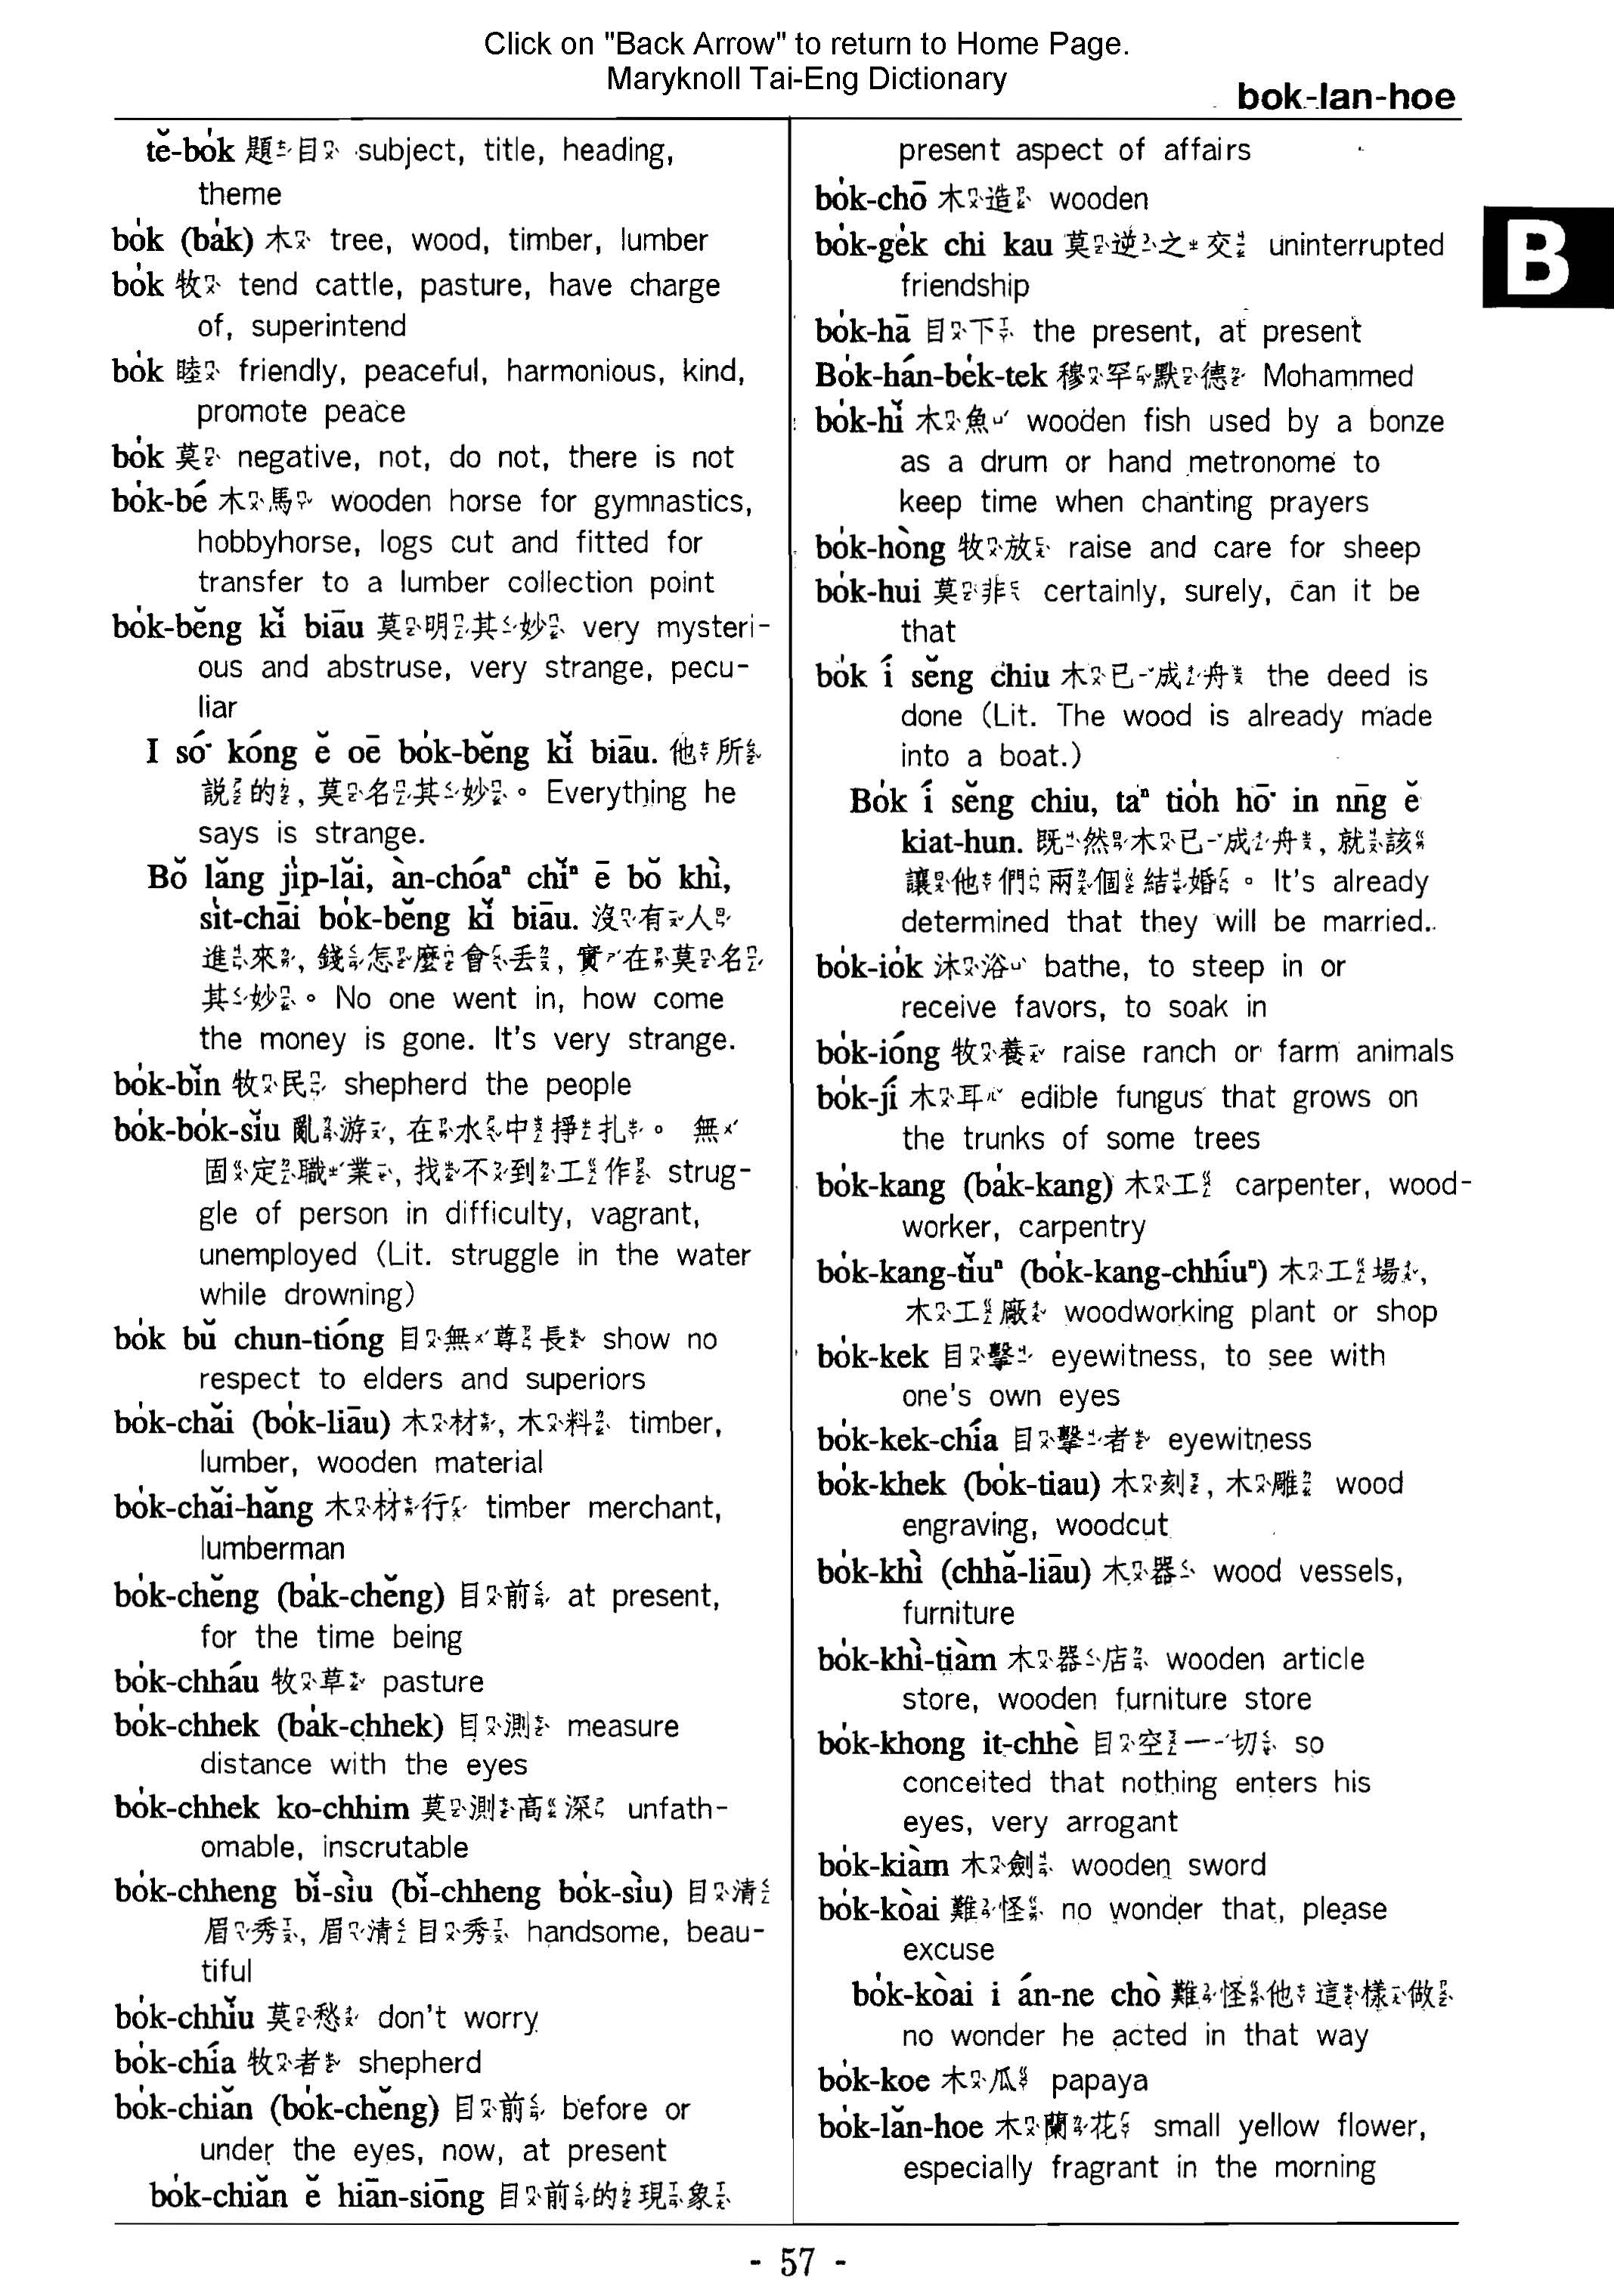 Click on "Back Arrow" to return to Home Page.
Maryknoll Tai-Eng Dictionary
bok-lan-hoe
tĕ-bo̍k 題目 subject, title, heading,
theme
bo̍k (ba̍k) 木 tree, wood, timber, lumber
bo̍k 牧 tend cattle, pasture, have charge
of, superintend
bo̍k 睦 friendly, peaceful, harmonious, kind,
promote peace
bo̍k 莫 negative, not, do not, there is not
bo̍k-bé 木馬 wooden horse for gymnastics,
hobbyhorse, logs cut and fitted for
transfer to a lumber collection point
bo̍k-bĕng kĭ biāu 莫明其妙 very mysteri-
ous and abstruse, very strange, pecu-
liar
I só͘ kóng ĕ oē bo̍k-bĕng kĭ biāu. 他所
説的, 莫名其妙。 Everything he
says is strange.
Bŏ lăng ji̍p-lăi, àn-chóaⁿ chĭⁿ ē bŏ khì,
si̍t-chāi bo̍k-bĕng kĭ biāu. 沒有人
進來, 錢怎麼會丟, 實在莫名
其妙。 No one went in, how come
the money is gone. It's very strange.
bo̍k-bĭn 牧民 shepherd the people
bo̍k-bo̍k-sĭu 亂游, 在水中掙扎。 無
固定職業, 找不到工作 strug-
gle of person in difficulty, vagrant,
unemployed (Lit. struggle in the water
while drowning)
bo̍k bŭ chun-tióng 目無尊長 show no
respect to elders and superiors
bo̍k-chăi (bo̍k-liāu) 木材, 木料 timber,
lumber, wooden material
bo̍k-chăi-hăng 木材行 timber merchant,
lumberman
bo̍k-chĕng (ba̍k-chĕng) 目前 at present,
for the time being
bo̍k-chháu 牧草 pasture
bo̍k-chhek (ba̍k-chhek) 目測 measure
distance with the eyes
bo̍k-chhek ko-chhim 莫測高深 unfath-
omable, inscrutable
bo̍k-chheng bĭ-sìu (bĭ-chheng bo̍k-sìu) 目清
眉秀, 眉清目秀 handsome, beau-
tiful
bo̍k-chhĭu 莫愁 don't worry
bo̍k-chía 牧者 shepherd
bo̍k-chiăn (bo̍k-chĕng) 目前 before or
under the eyes, now, at present
bo̍k-chiăn ĕ hiān-siōng 目前的現象
present aspect of affairs
bo̍k-chō 木造 wooden
bo̍k-ge̍k chi kau 莫逆之交 uninterrupted
friendship
bo̍k-hā 目下 the present, at present
Bo̍k-hán-be̍k-tek 穆罕默德 Mohammed
bo̍k-hĭ 木魚 wooden fish used by a bonze
as a drum or hand metronome to
keep time when chanting prayers
bo̍k-hòng 牧放 raise and care for sheep
bo̍k-hui 莫非 certainly, surely, can it be
that
bo̍k í sĕng chiu 木已成舟 the deed is
done (Lit. The wood is already made
into a boat.)
Bo̍k í sĕng chiu, taⁿ tio̍h hō͘ in nn̄g ĕ
kiat-hun. 既然木已成舟, 就該
讓他們兩個結婚。 It's already
determined that they will be married.
bo̍k-io̍k 沐浴 bathe, to steep in or
receive favors, to soak in
bo̍k-ióng 牧養 raise ranch or farm animals
bo̍k-jí 木耳 edible fungus that grows on
the trunks of some trees
bo̍k-kang (ba̍k-kang) 木工 carpenter, wood-
worker, carpentry
bo̍k-kang-tĭuⁿ (bo̍k-kang-chhíuⁿ) 木工場,
木工廠 woodworking plant or shop
bo̍k-kek 目擊 eyewitness, to see with
one's own eyes
bo̍k-kek-chía 目擊者 eyewitness
bo̍k-khek (bo̍k-tiau) 木刻, 木雕 wood
engraving, woodcut
bo̍k-khì (chhă-liāu) 木器 wood vessels,
furniture
bo̍k-khì-tiàm 木器店 wooden article
store, wooden furniture store
bo̍k-khong it-chhè 目空一切 so
conceited that nothing enters his
eyes, very arrogant
bo̍k-kiàm 木劍 wooden sword
bo̍k-kòai 難怪 no wonder that, please
excuse
bo̍k-kòai i án-ne chò 難怪他這樣做
no wonder he acted in that way
bo̍k-koe 木瓜 papaya
bo̍k-lăn-hoe 木蘭花 small yellow flower,
especially fragrant in the morning
B
- 57 -